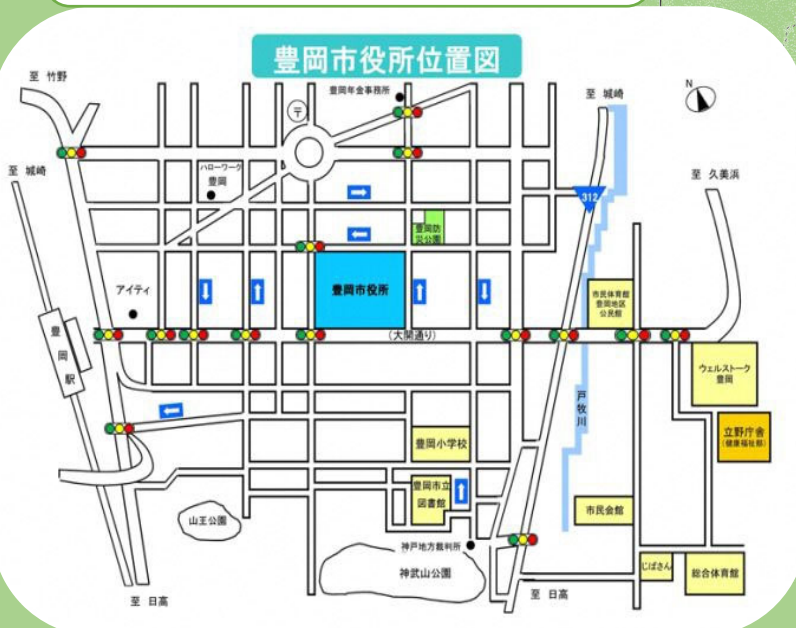 豊岡市役所位置図
至 竹野
豊岡年金事務所
〒
至 城崎
N
至 城崎
ハローワーク
豊岡
至 久美浜
312
豊岡防
災公園
アイティ
豊岡市役所
市民体育館
豊岡地区
公民館
豊岡駅
(大開通り)
ウェルストーク
豊岡
戸牧川
立野庁舎
(健康福祉部)
豊岡小学校
豊岡市立
図書館
山王公園
市民会館
神戸地方裁判所
神武山公園
じばさん
総合体育館
至 日高
至 日高